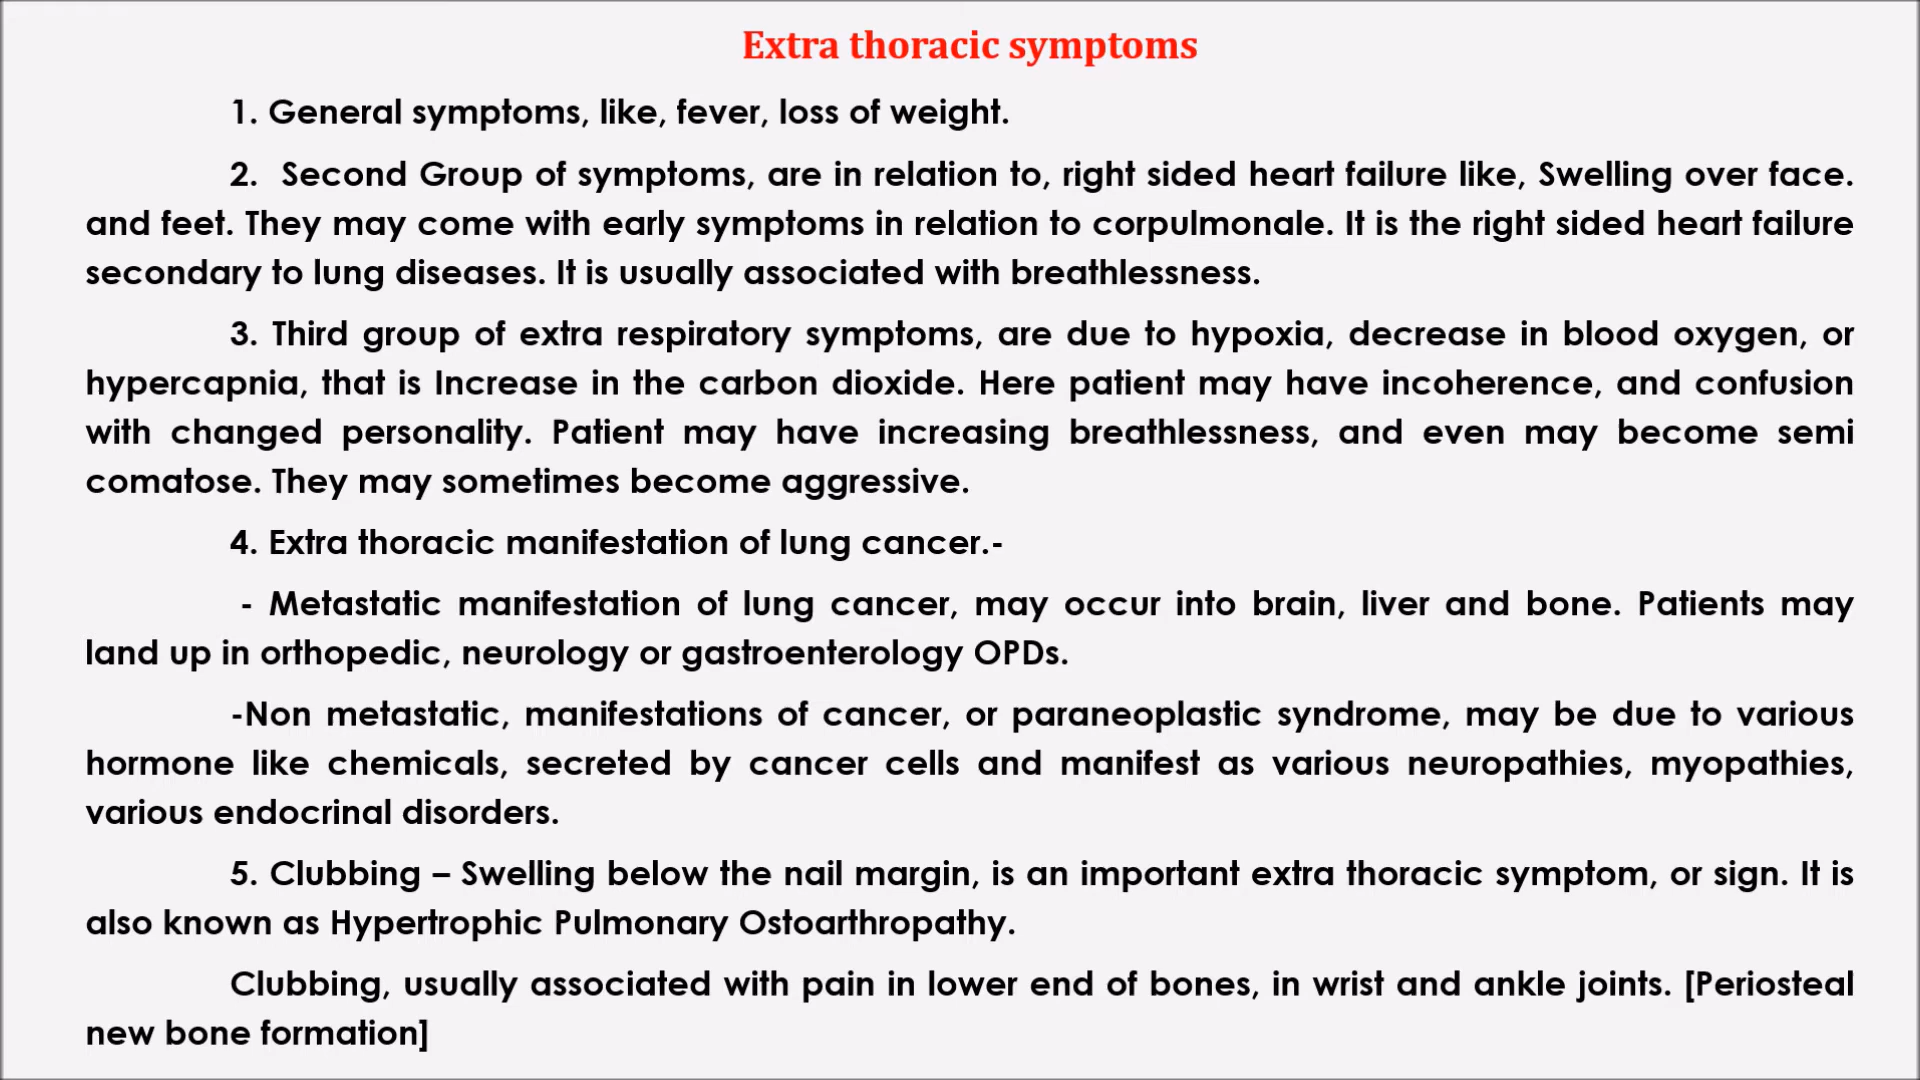 Extra thoracic symptoms
1. General symptoms, like, fever, loss of weight.
2. Second Group of symptoms, are in relation to, right sided heart failure like, Swelling over face.
and feet. They may come with early symptoms in relation to corpulmonale. It is the right sided heart failure
secondary to lung diseases. It is usually associated with breathlessness.
3. Third group of extra respiratory symptoms, are due to hypoxia, decrease in blood oxygen, or
hypercapnia, that is Increase in the carbon dioxide. Here patient may have incoherence, and confusion
with changed personality. Patient may have increasing breathlessness, and even may become semi
comatose. They may sometimes become aggressive.
4. Extra thoracic manifestation of lung cancer.-
- Metastatic manifestation of lung cancer, may occur into brain, liver and bone. Patients may
land up in orthopedic, neurology or gastroenterology OPDs.
-Non metastatic, manifestations of cancer, or paraneoplastic syndrome, may be due to various
hormone like chemicals, secreted by cancer cells and manifest as various neuropathies, myopathies,
various endocrinal disorders.
5. Clubbing – Swelling below the nail margin, is an important extra thoracic symptom, or sign. It is
also known as Hypertrophic Pulmonary Ostoarthropathy.
Clubbing, usually associated with pain in lower end of bones, in wrist and ankle joints. [Periosteal
new bone formation]